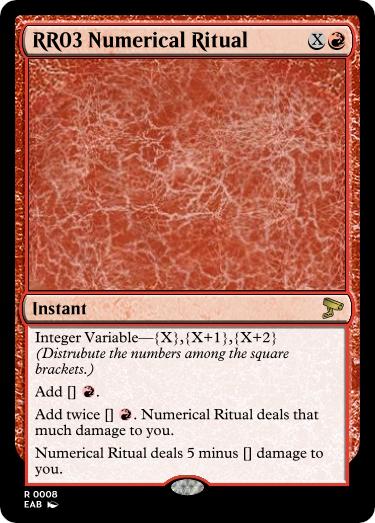 RR03 Numerical Ritual X
Instant
Integer Variable—{X},{X+1},{X+2}
(Distrubute the numbers among the square
brackets.)
Add [] .
Add twice [] . Numerical Ritual deals that
much damage to you.
Numerical Ritual deals 5 minus [] damage to
you.
R 0008
EAB